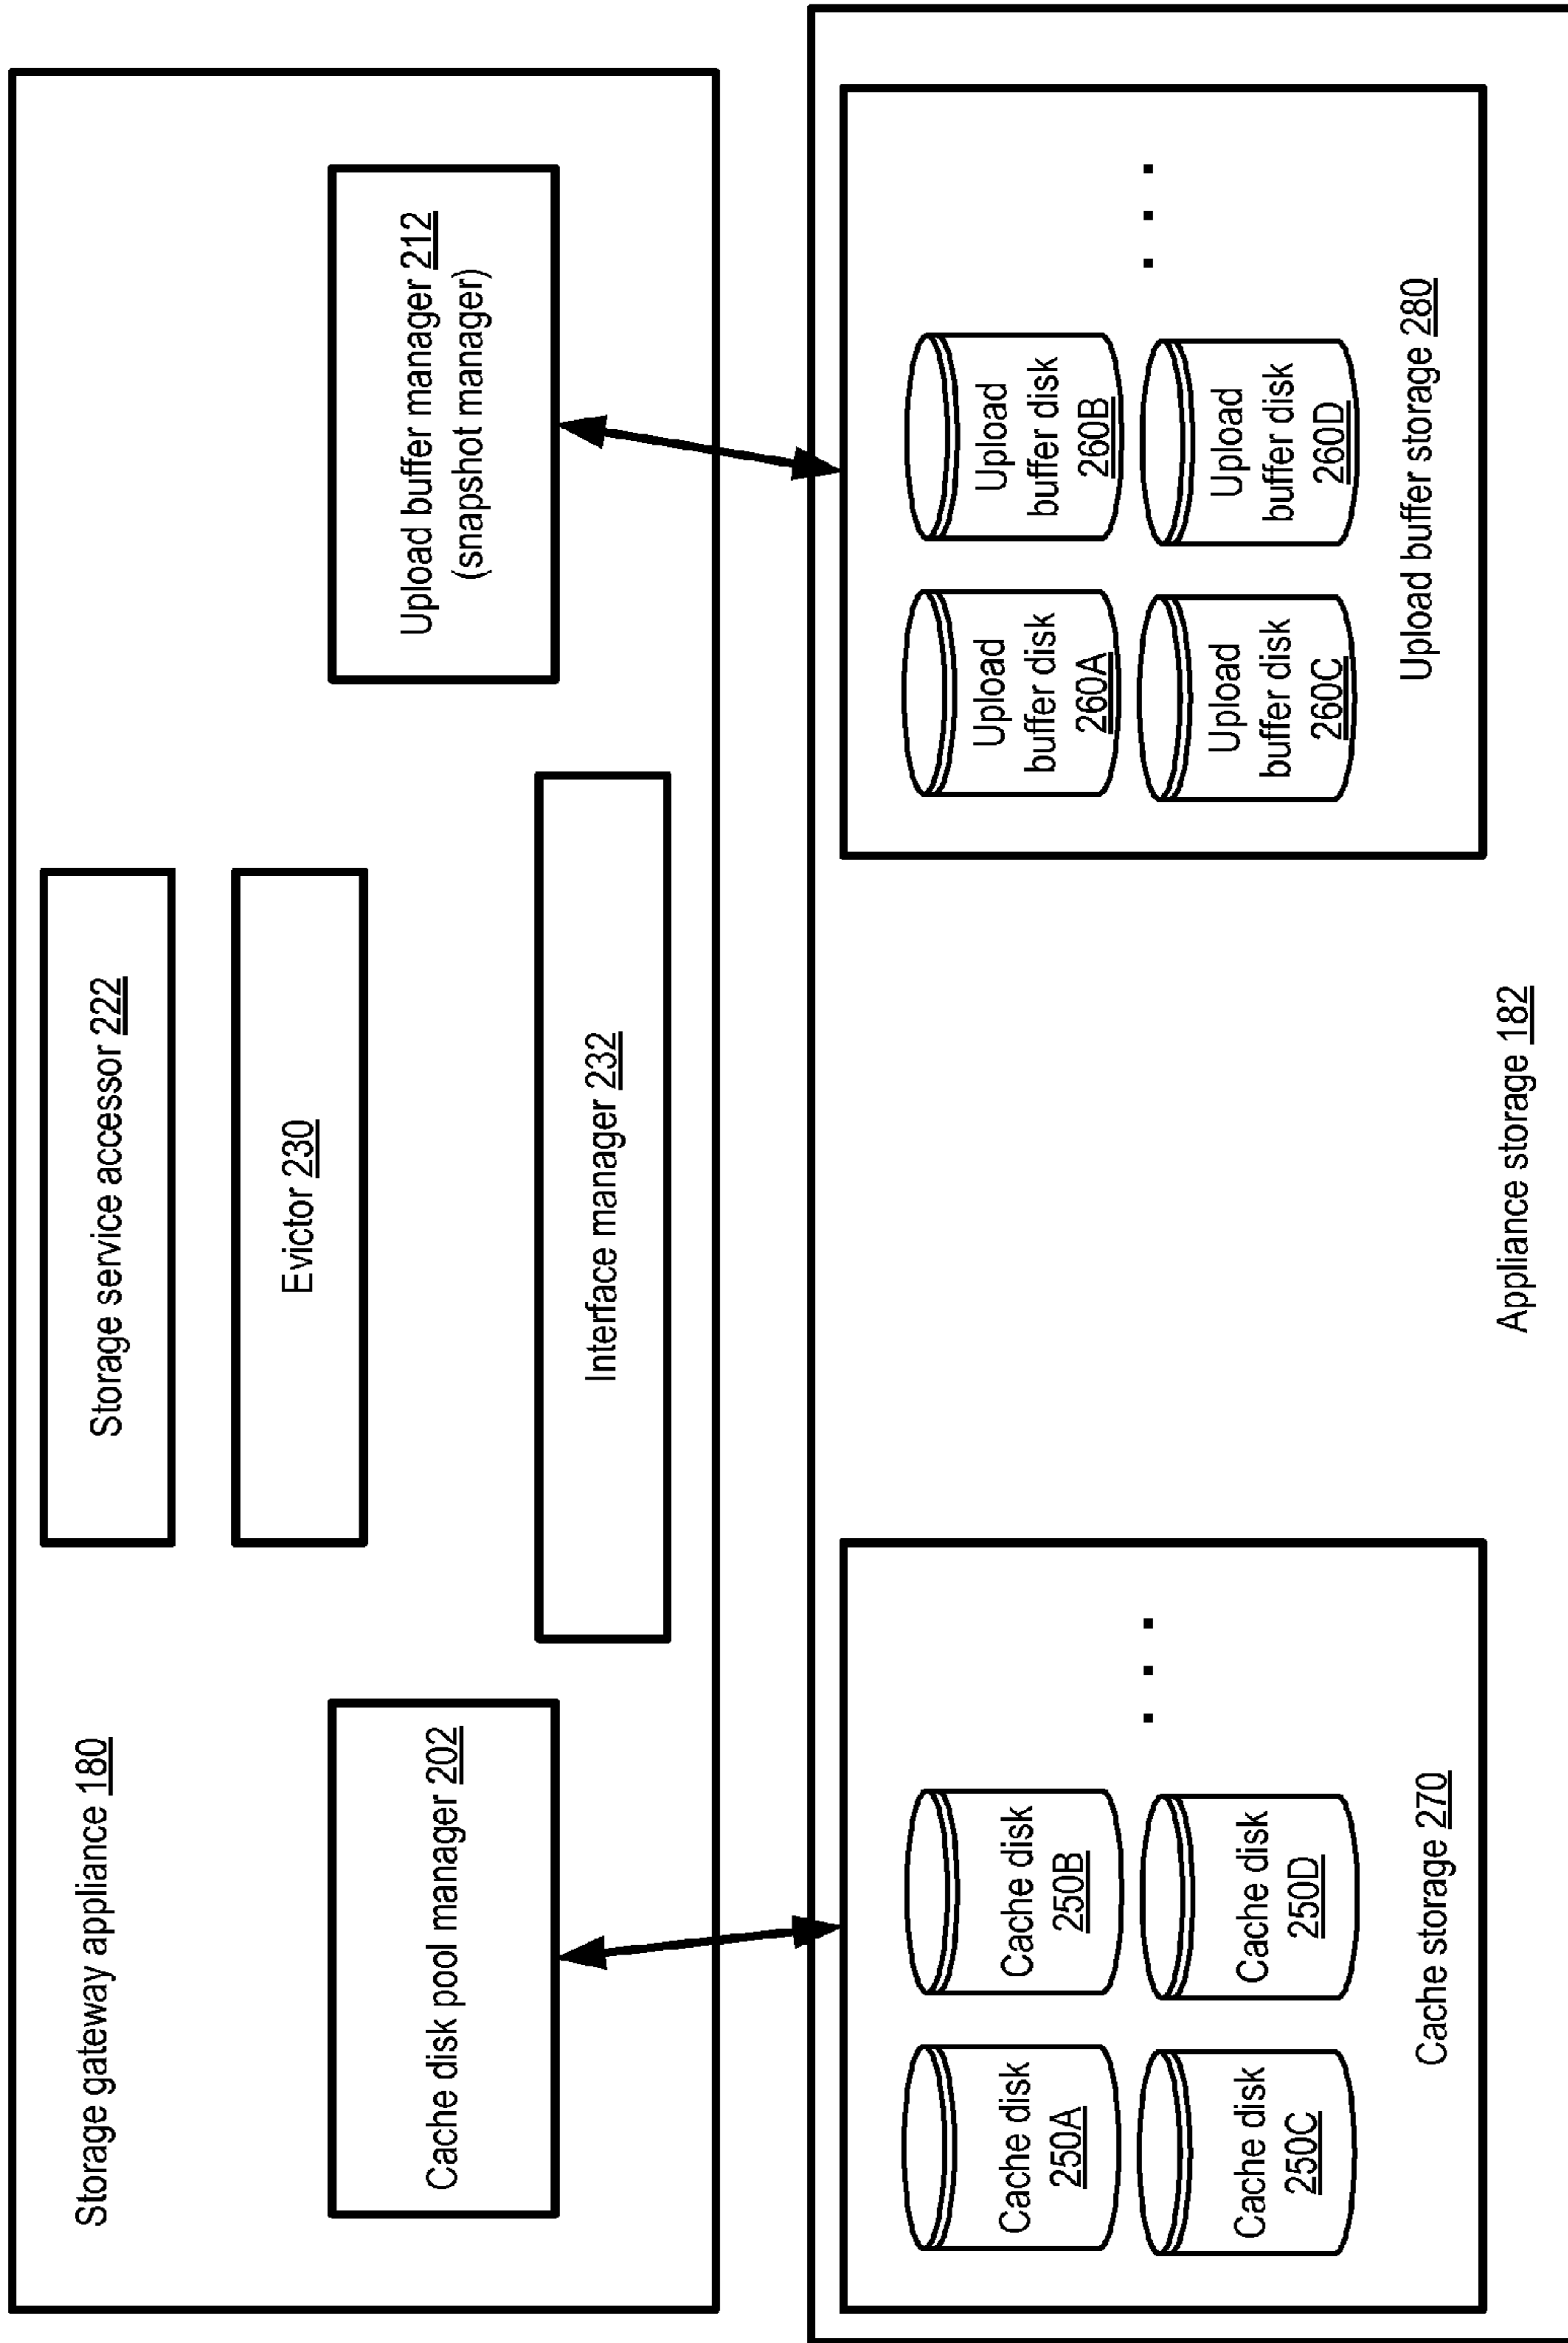 Storage gateway appliance 180
Storage service accessor 222
Evictor 230
Cache disk pool manager 202
Upload buffer manager 212
(snapshot manager)
Interface manager 232
Cache disk
250A
Cache disk
250B
Cache disk
250C
Cache disk
250D
. . .
Cache storage 270
Upload
buffer disk
260A
Upload
buffer disk
260B
Upload
buffer disk
260C
Upload
buffer disk
260D
. . .
Upload buffer storage 280
Appliance storage 182